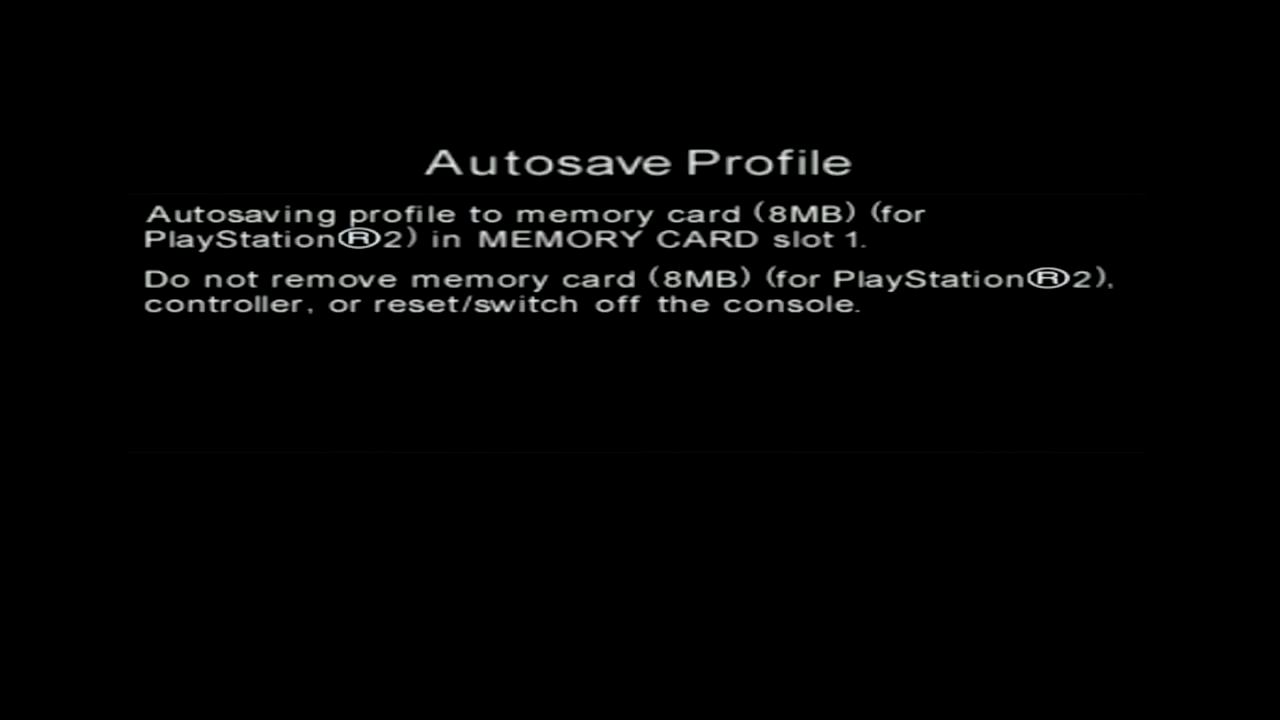 Autosave Profile
Autosaving profile to memory card (8MB) (for
PlayStation®2) in MEMORY CARD slot 1.
Do not remove memory card (8MB) (for PlayStation®2),
controller, or reset/switch off the console.